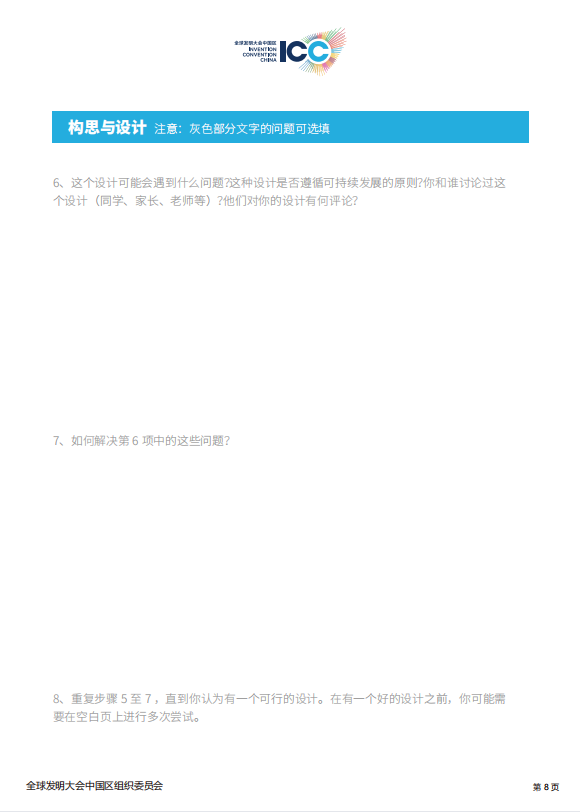 全球发明大会中国区
INVENTION
CONVENTION
CHINA
ICC
构思与设计 注意：灰色部分文字的问题可选填
6、这个设计可能会遇到什么问题?这种设计是否遵循可持续发展的原则?你和谁讨论过这
个设计（同学、家长、老师等）?他们对你的设计有何评论?
7、如何解决第 6 项中的这些问题?
8、重复步骤 5 至 7 ，直到你认为有一个可行的设计。在有一个好的设计之前，你可能需
要在空白页上进行多次尝试。
全球发明大会中国区组织委员会
第 8 页